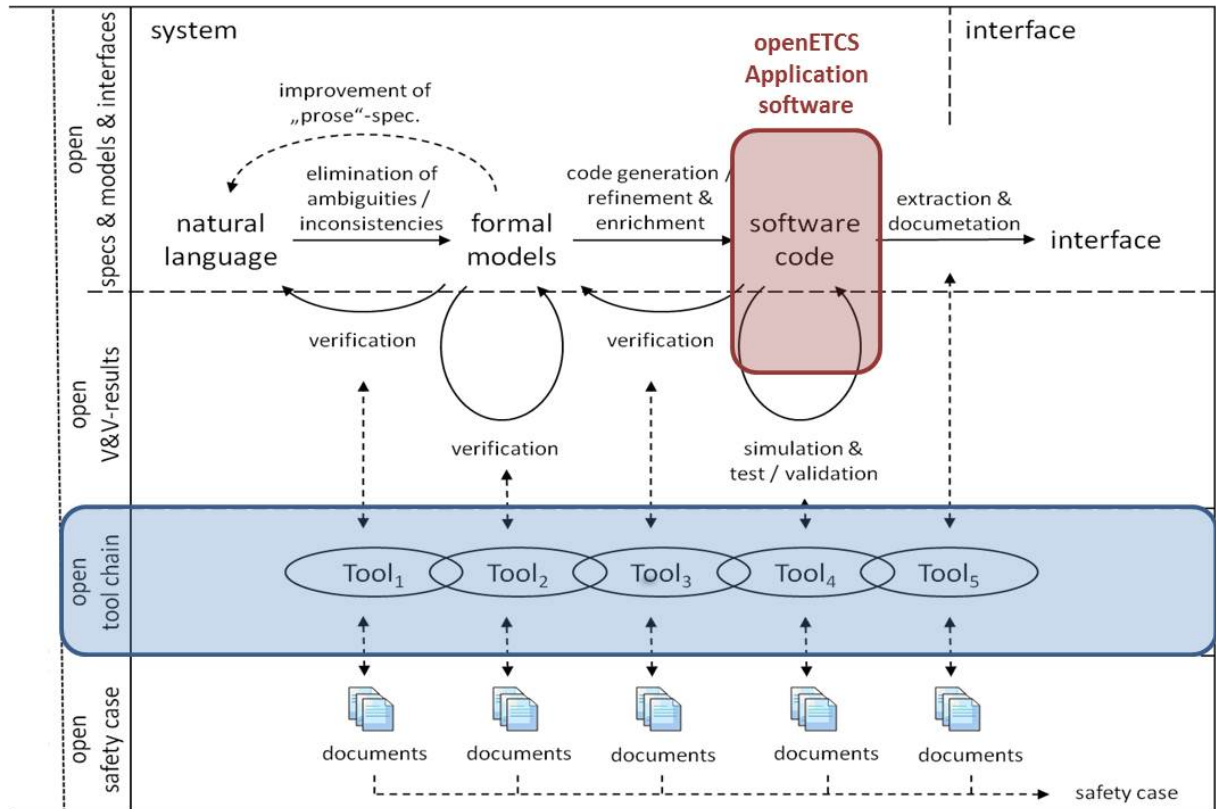 system
openETCS
Application
software
interface
improvement of
„prose“-spec.
elimination of
ambiguities /
inconsistencies
code generation /
refinement &
enrichment
extraction &
documetation
natural
language
formal
models
software
code
interface
open
specs & models & interfaces
verification
verification
verification
simulation &
test / validation
open
V&V-results
open
tool chain
Tool1
Tool2
Tool3
Tool4
Tool5
open
safety case
documents
documents
documents
documents
documents
safety case